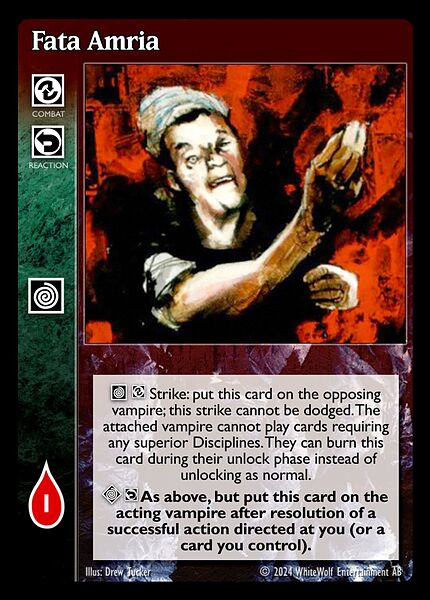 Fata Amria
COMBAT
REACTION
Strike: put this card on the opposing
vampire; this strike cannot be dodged. The
attached vampire cannot play cards requiring
any superior Disciplines. They can burn this
card during their unlock phase instead of
unlocking as normal.
As above, but put this card on the
acting vampire after resolution of a
successful action directed at you (or a
card you control).
1
Illus: Drew Tucker
© 2024 WhiteWolf Entertainment AB